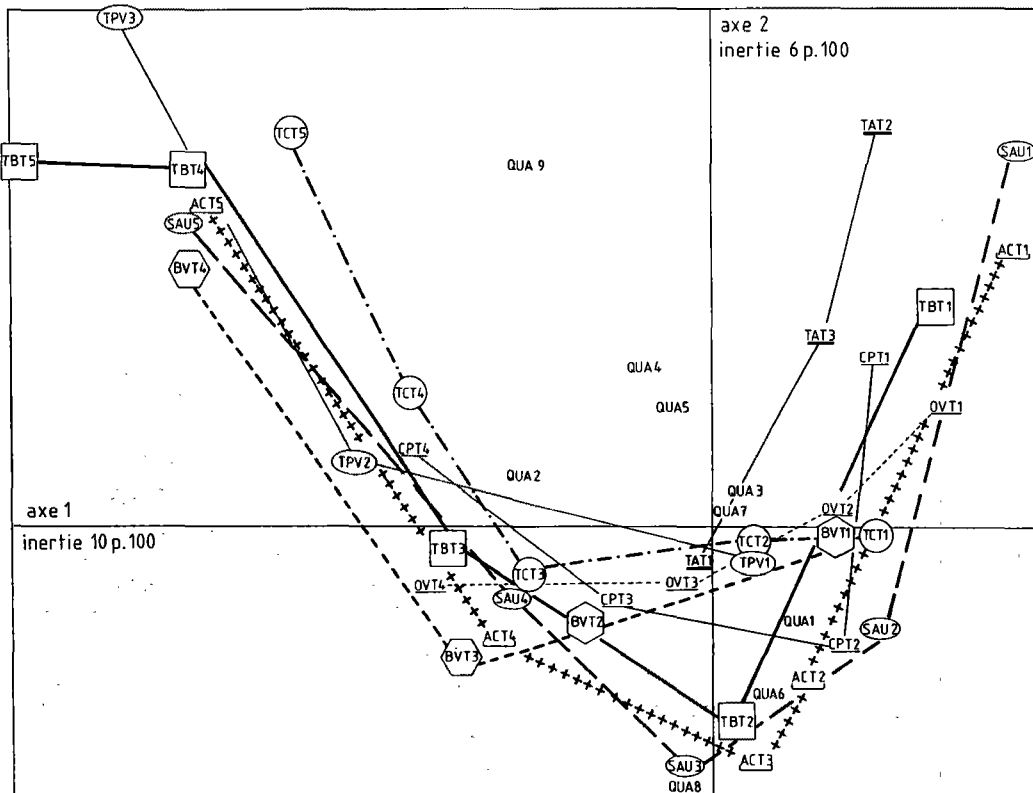 TPV3
axe 2
inertie 6 p.100
TCT5
TAT2
SAU1
TBT5
TBT4
QUA 9
ACT5
SAU5
ACT1
BVT4
TBT1
TAT3
CPT1
QUA4
TCT4
QUA5
OVT1
CPT4
TPV2
QUA2
QUA 3
axe 1
QUA7
OVT2
inertie 10 p.100
TBT3
TCT2
BVT1
TCT1
TAT1
TPV1
TCT3
OVT4
OVT3
SAU4
CPT3
BVT2
QUA1
SAU2
ACT4
CPT2
BVT3
ACT2
QUA6
TBT2
ACT3
SAU3
QUA8